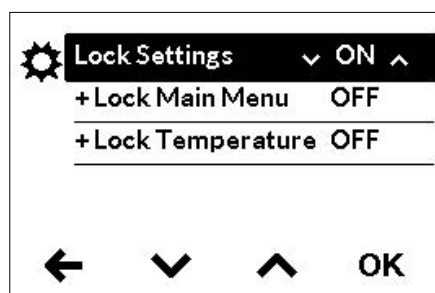 Lock Settings ON
+ Lock Main Menu OFF
+ Lock Temperature OFF
OK